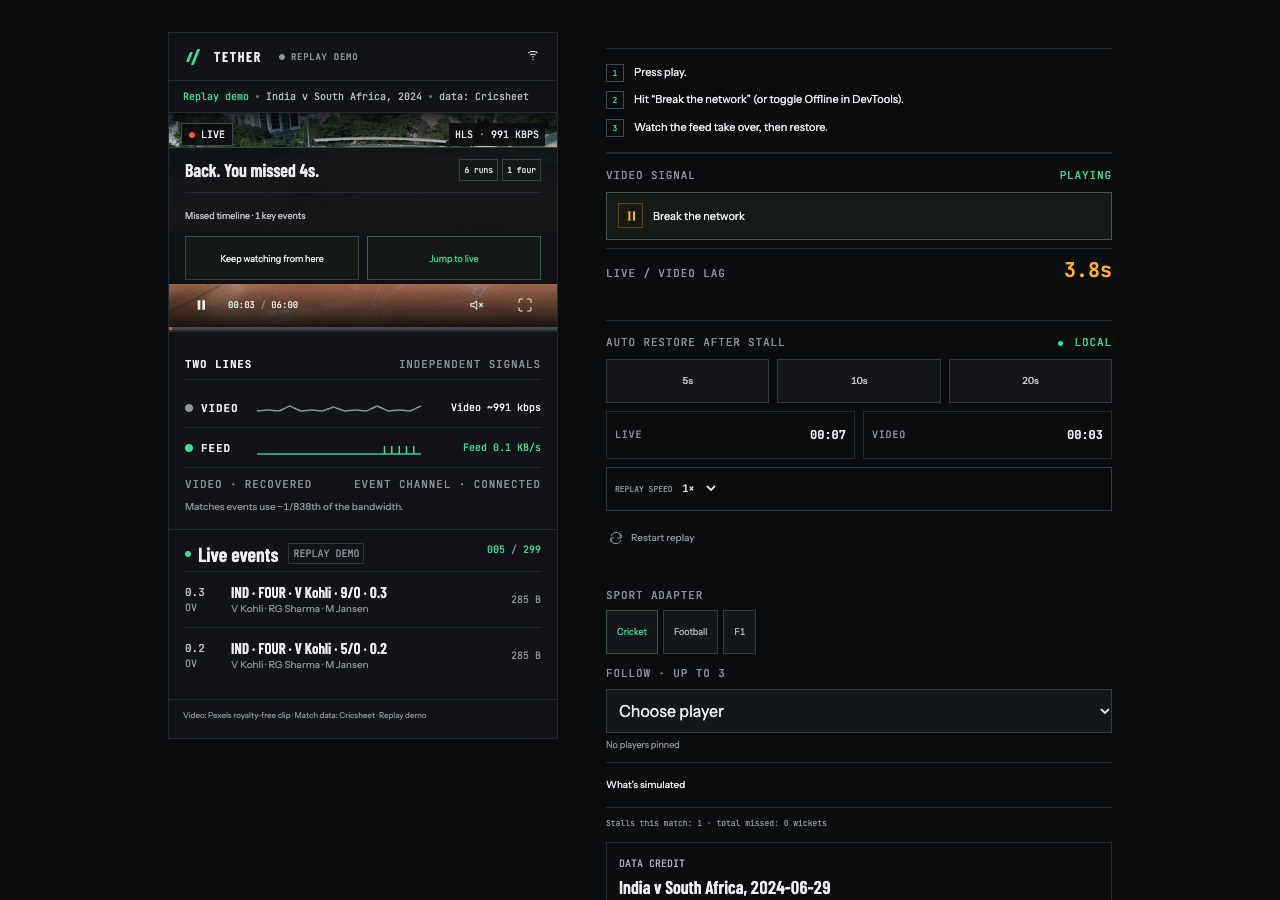 TETHER
REPLAY DEMO
Replay demo • India v South Africa, 2024 • data: Cricsheet
LIVE
HLS · 991 KBPS
Back. You missed 4s.
6 runs
1 four
Missed timeline · 1 key events
Keep watching from here
Jump to live
00:03 / 06:00
TWO LINES
INDEPENDENT SIGNALS
VIDEO
Video ~991 kbps
FEED
Feed 0.1 KB/s
VIDEO · RECOVERED
EVENT CHANNEL · CONNECTED
Matches events use ~1/838th of the bandwidth.
Live events
REPLAY DEMO
005 / 299
0.3
OV
IND · FOUR · V Kohli · 9/0 · 0.3
V Kohli · RG Sharma · M Jansen
285 B
0.2
OV
IND · FOUR · V Kohli · 5/0 · 0.2
V Kohli · RG Sharma · M Jansen
285 B
Video: Pexels royalty-free clip · Match data: Cricsheet · Replay demo
1 Press play.
2 Hit “Break the network” (or toggle Offline in DevTools).
3 Watch the feed take over, then restore.
VIDEO SIGNAL
PLAYING
Break the network
LIVE / VIDEO LAG
3.8s
AUTO RESTORE AFTER STALL
LOCAL
5s
10s
20s
LIVE
00:07
VIDEO
00:03
REPLAY SPEED 1×
Restart replay
SPORT ADAPTER
Cricket
Football
F1
FOLLOW · UP TO 3
Choose player
No players pinned
What's simulated
Stalls this match: 1 · total missed: 0 wickets
DATA CREDIT
India v South Africa, 2024-06-29